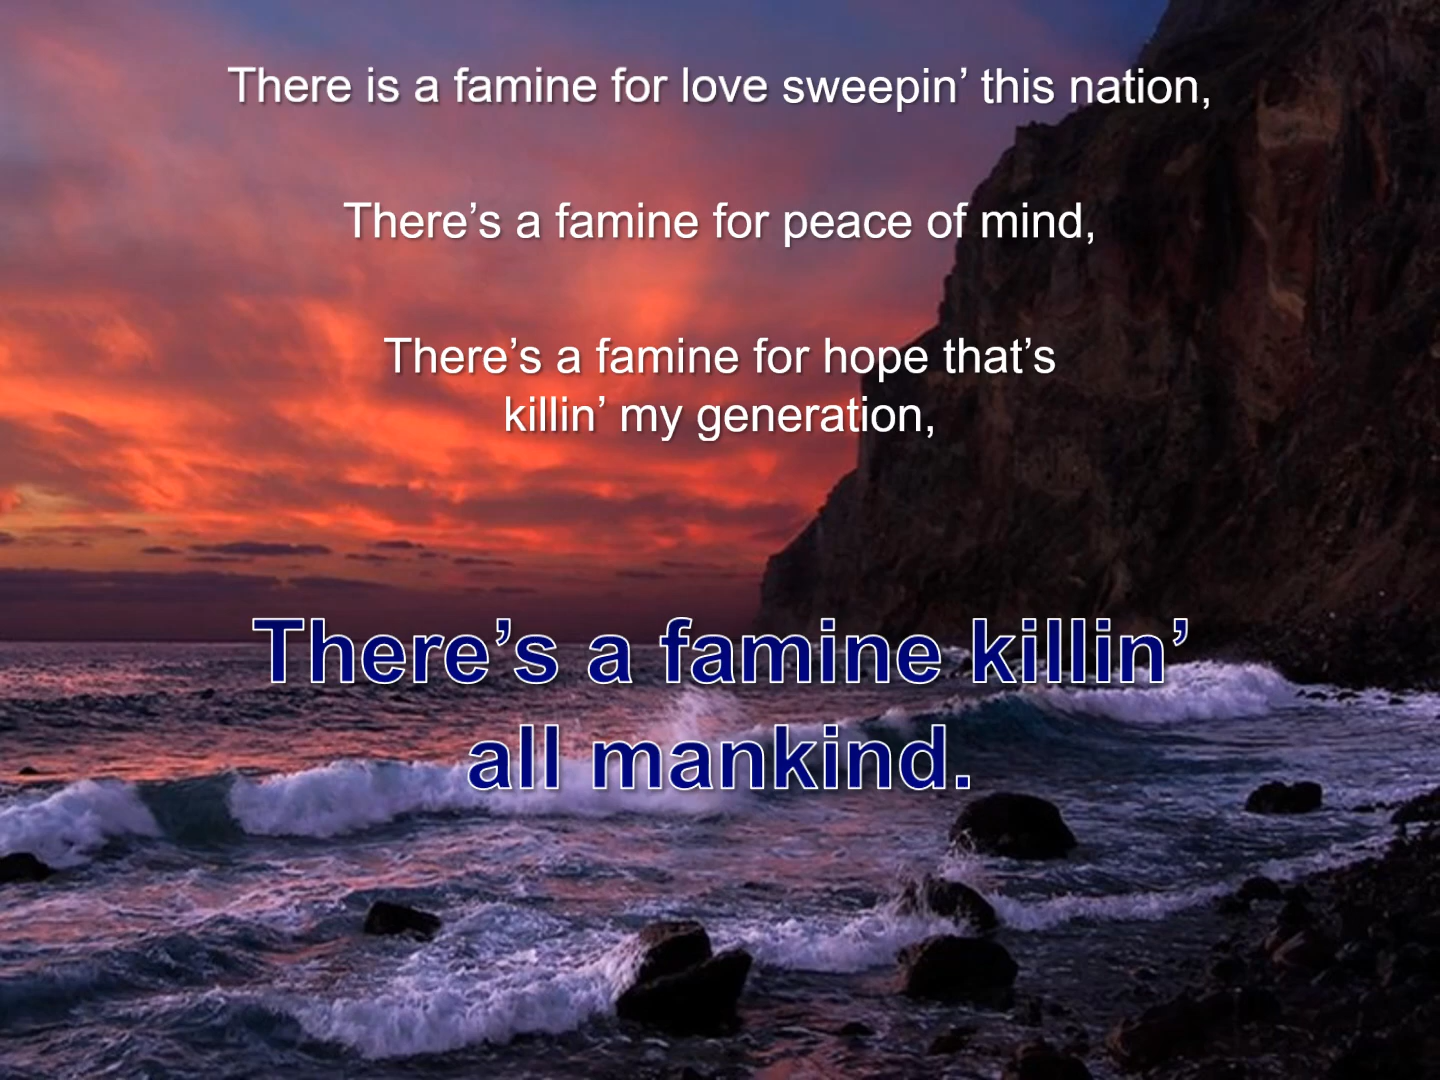 There is a famine for love sweepin’ this nation,
There’s a famine for peace of mind,
There’s a famine for hope that’s
killin’ my generation,
There’s a famine killin’
all mankind.